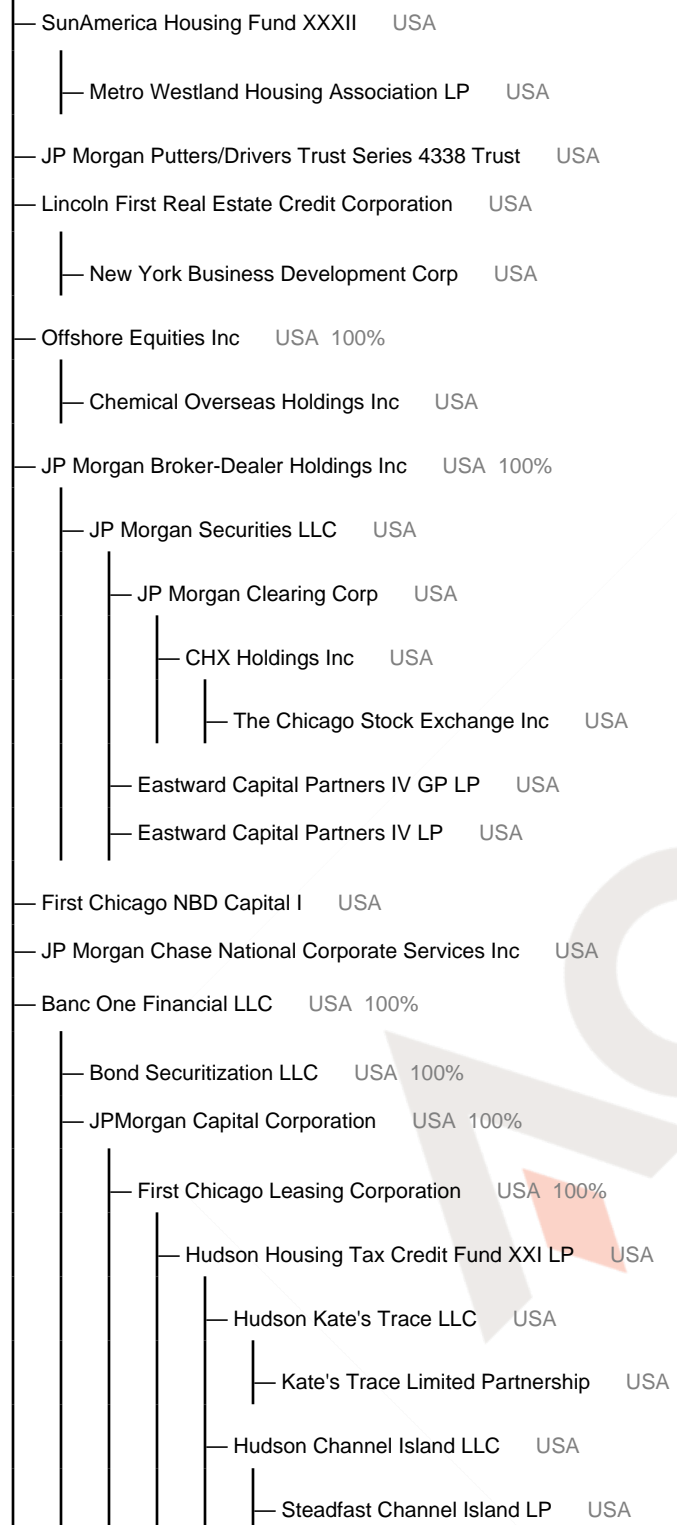 SunAmerica Housing Fund XXXII USA
Metro Westland Housing Association LP USA
JP Morgan Putters/Drivers Trust Series 4338 Trust USA
Lincoln First Real Estate Credit Corporation USA
New York Business Development Corp USA
Offshore Equities Inc USA 100%
Chemical Overseas Holdings Inc USA
JP Morgan Broker-Dealer Holdings Inc USA 100%
JP Morgan Securities LLC USA
JP Morgan Clearing Corp USA
CHX Holdings Inc USA
The Chicago Stock Exchange Inc USA
Eastward Capital Partners IV GP LP USA
Eastward Capital Partners IV LP USA
First Chicago NBD Capital I USA
JP Morgan Chase National Corporate Services Inc USA
Banc One Financial LLC USA 100%
Bond Securitization LLC USA 100%
JPMorgan Capital Corporation USA 100%
First Chicago Leasing Corporation USA 100%
Hudson Housing Tax Credit Fund XXI LP USA
Hudson Kate's Trace LLC USA
Kate's Trace Limited Partnership USA
Hudson Channel Island LLC USA
Steadfast Channel Island LP USA